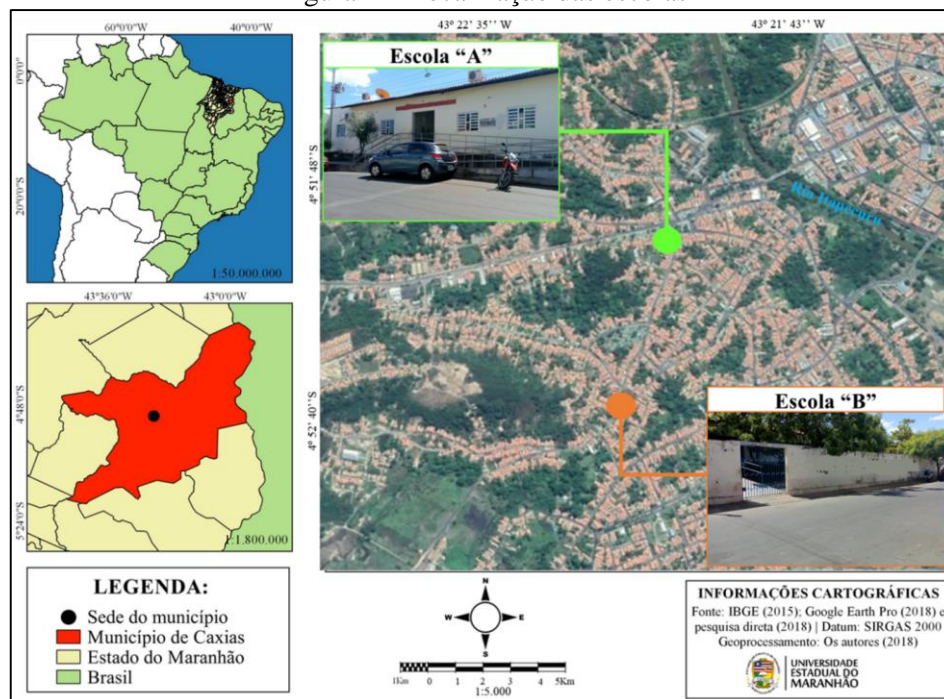 60°0'0"W
40°0'0"W
0°0'0"
20°0'0"S
1:50.000.000
43°36'0"W
43°0'0"W
4°48'0"S
5°24'0"S
1:1.800.000
43º 22' 35'' W
43º 21' 43'' W
4º 51' 48'' S
4º 52' 40'' S
Escola “A”
Rio Itapecuru
Escola “B”
LEGENDA:
Sede do município
Município de Caxias
Estado do Maranhão
Brasil
N
W
E
S
1Km 0 1 2 3 4 5Km
1:5.000
INFORMAÇÕES CARTOGRÁFICAS
Fonte: IBGE (2015); Google Earth Pro (2018) e
pesquisa direta (2018) | Datum: SIRGAS 2000
Geoprocessamento: Os autores (2018)
UNIVERSIDADE
ESTADUAL DO
MARANHÃO